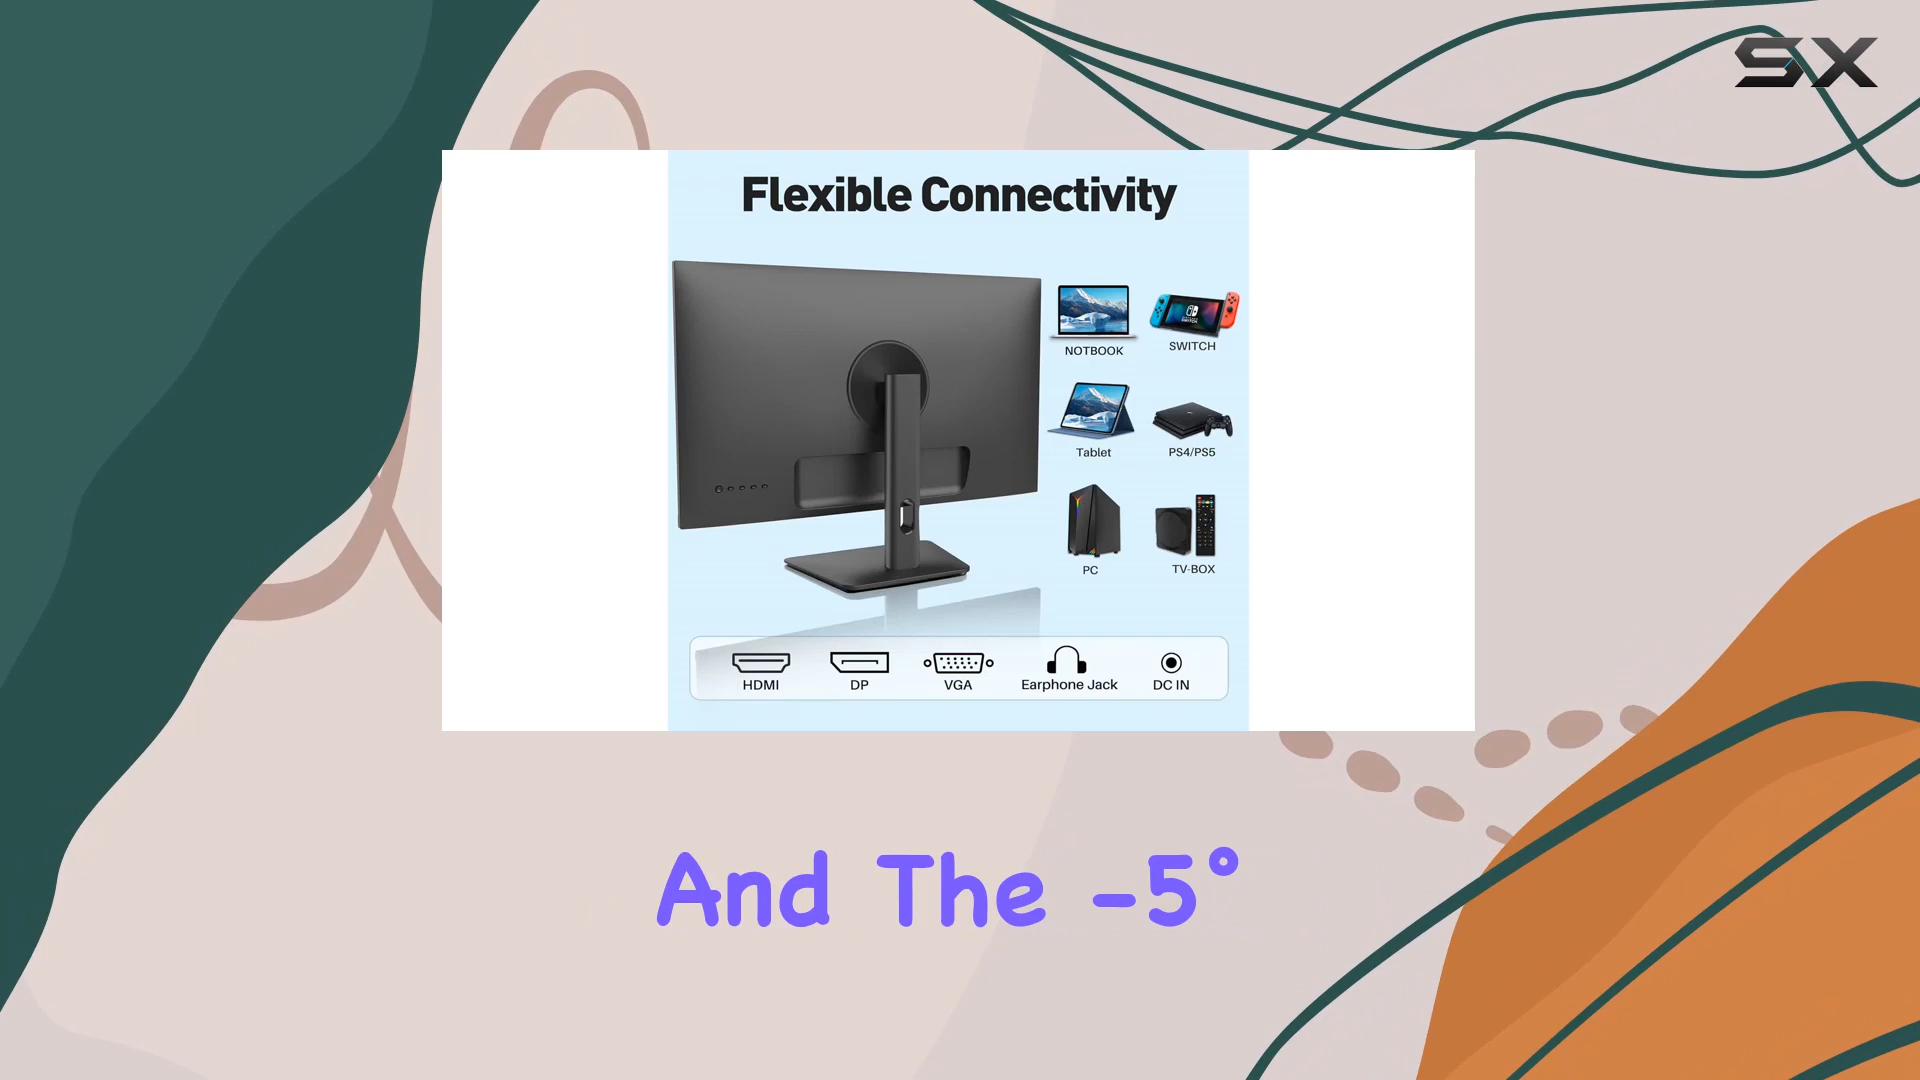 SX
Flexible Connectivity
NOTBOOK
SWITCH
Tablet
PS4/PS5
PC
TV-BOX
HDMI
DP
VGA
Earphone Jack
DC IN
And The -5°